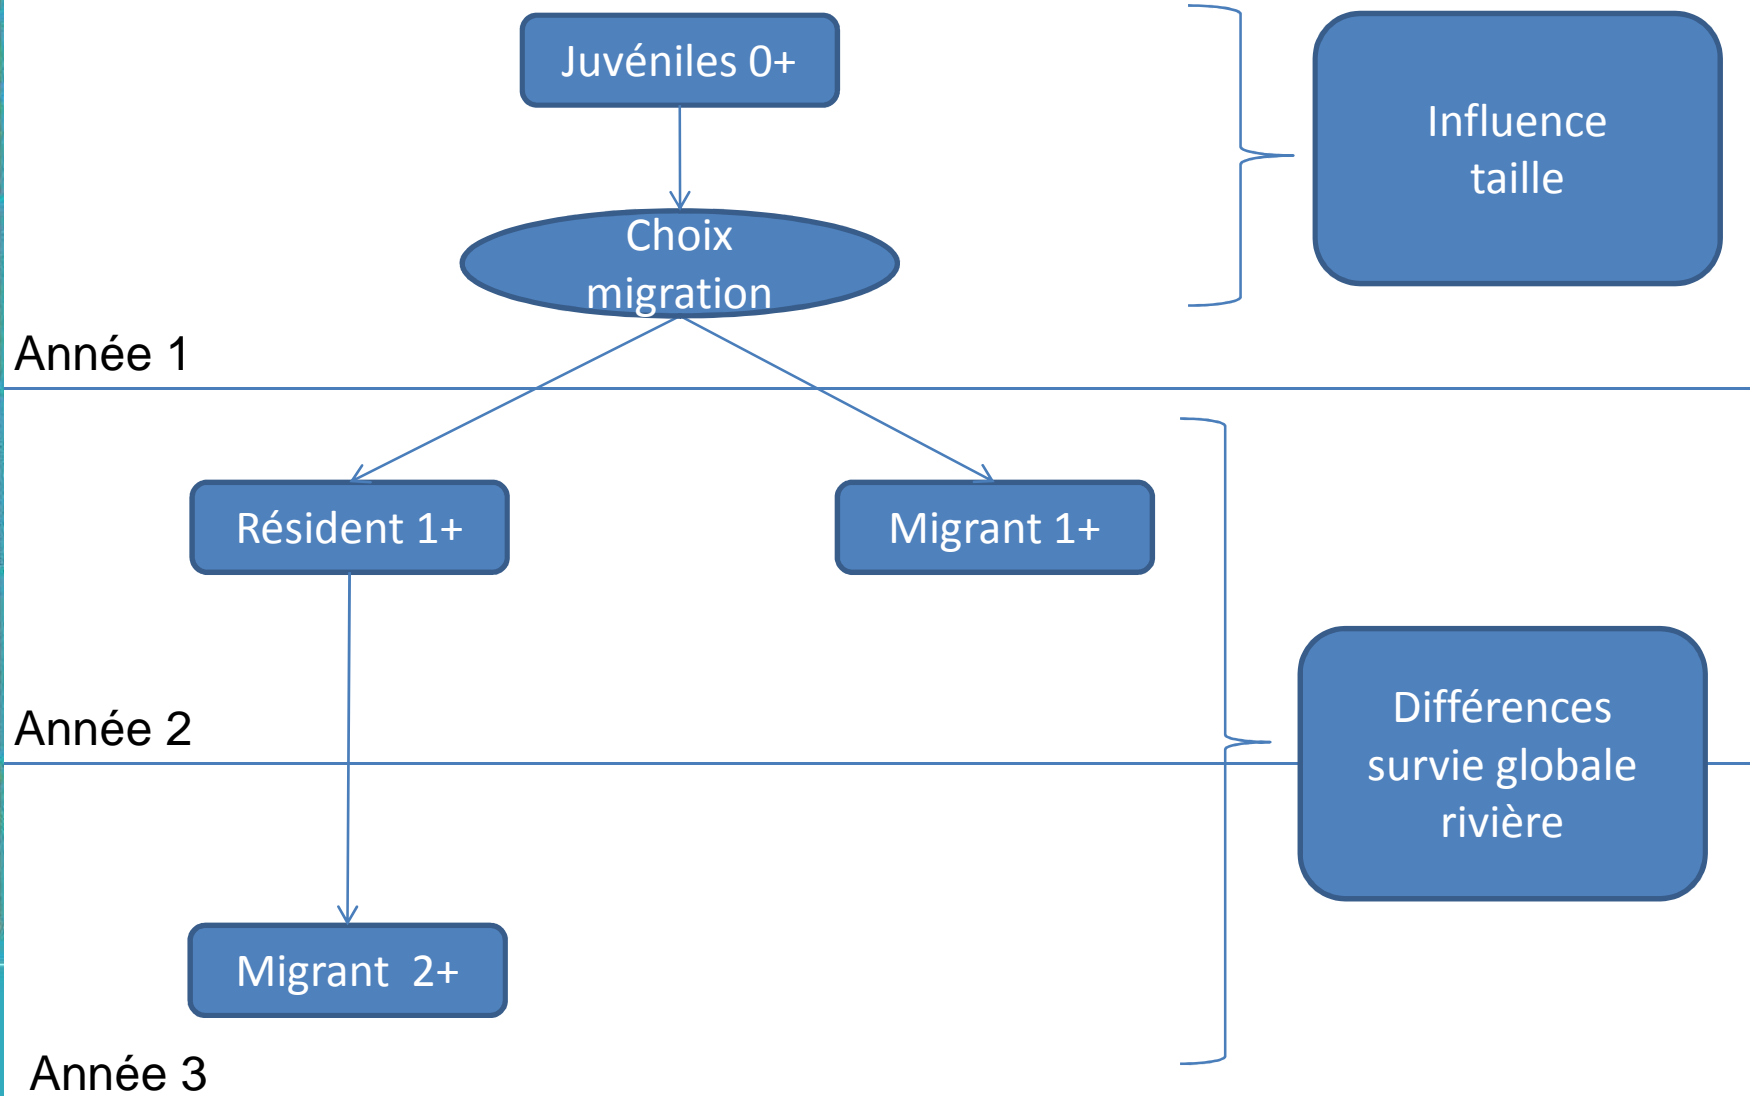 Juvéniles 0+
Influence
taille
Choix
migration
Année 1
Résident 1+
Migrant 1+
Différences
survie globale
rivière
Année 2
Migrant  2+
Année 3